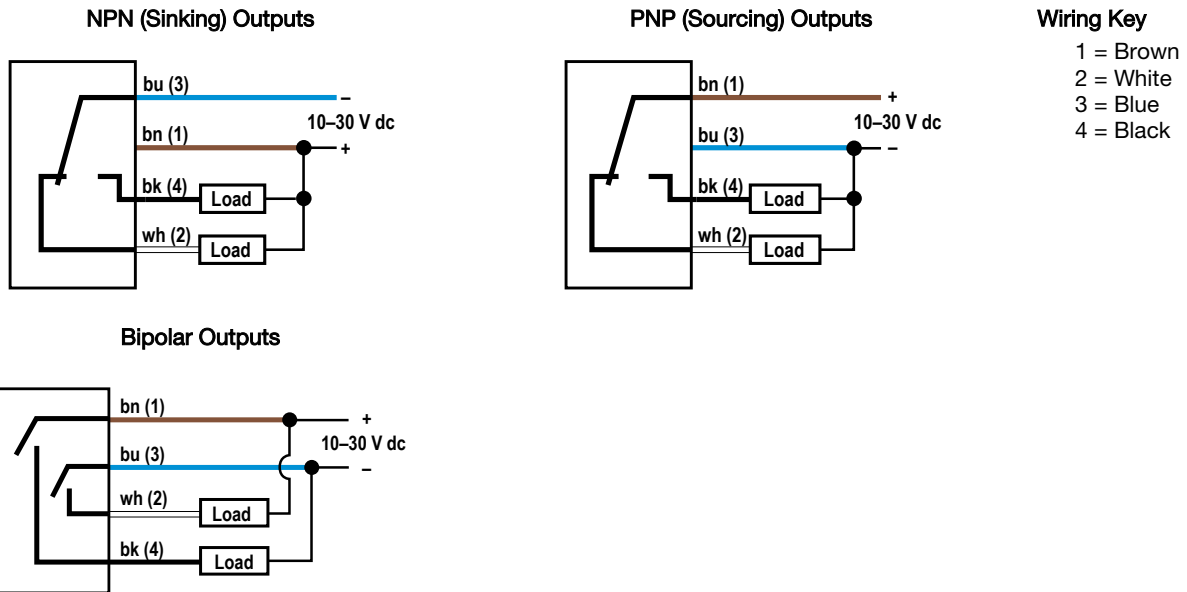 NPN (Sinking) Outputs
bu (3)
–
10–30 V dc
bn (1)
+
bk (4)
Load
wh (2)
Load
PNP (Sourcing) Outputs
bn (1)
+
10–30 V dc
bu (3)
–
bk (4)
Load
wh (2)
Load
Wiring Key
1 = Brown
2 = White
3 = Blue
4 = Black
Bipolar Outputs
bn (1)
+
10–30 V dc
bu (3)
–
wh (2)
Load
bk (4)
Load